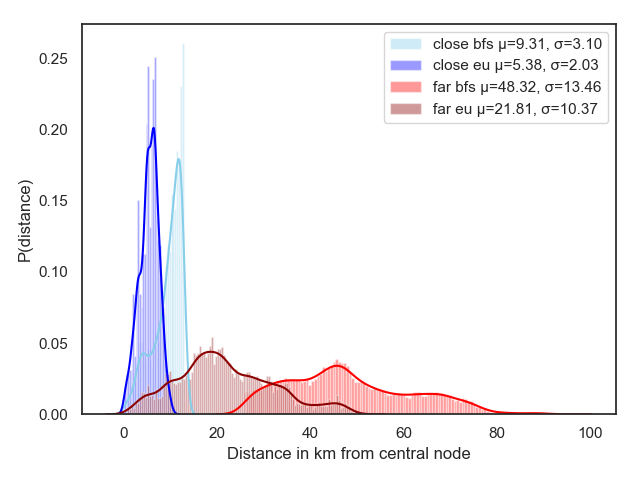 close bfs μ=9.31, σ=3.10
close eu μ=5.38, σ=2.03
far bfs μ=48.32, σ=13.46
far eu μ=21.81, σ=10.37
P(distance)
0.25
0.20
0.15
0.10
0.05
0.00
0 20 40 60 80 100
Distance in km from central node